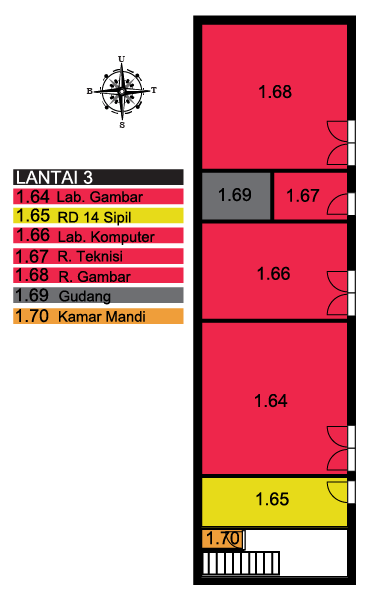 U
B T
S
LANTAI 3
1.64 Lab. Gambar
1.65 RD 14 Sipil
1.66 Lab. Komputer
1.67 R. Teknisi
1.68 R. Gambar
1.69 Gudang
1.70 Kamar Mandi
1.68
1.69 1.67
1.66
1.64
1.65
1.70